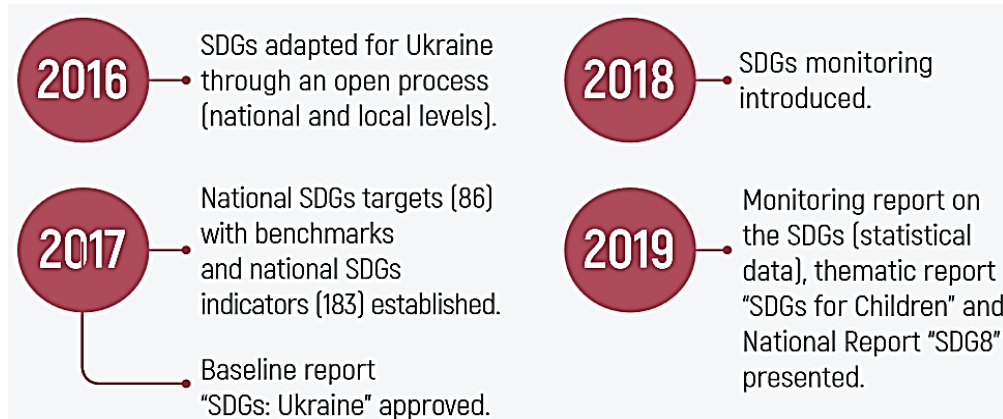 2016
SDGs adapted for Ukraine
through an open process
(national and local levels).
2017
National SDGs targets (86)
with benchmarks
and national SDGs
indicators (183) established.
Baseline report
"SDGs: Ukraine" approved.
2018
SDGs monitoring
introduced.
2019
Monitoring report on
the SDGs (statistical
data), thematic report
"SDGs for Children" and
National Report "SDG8"
presented.